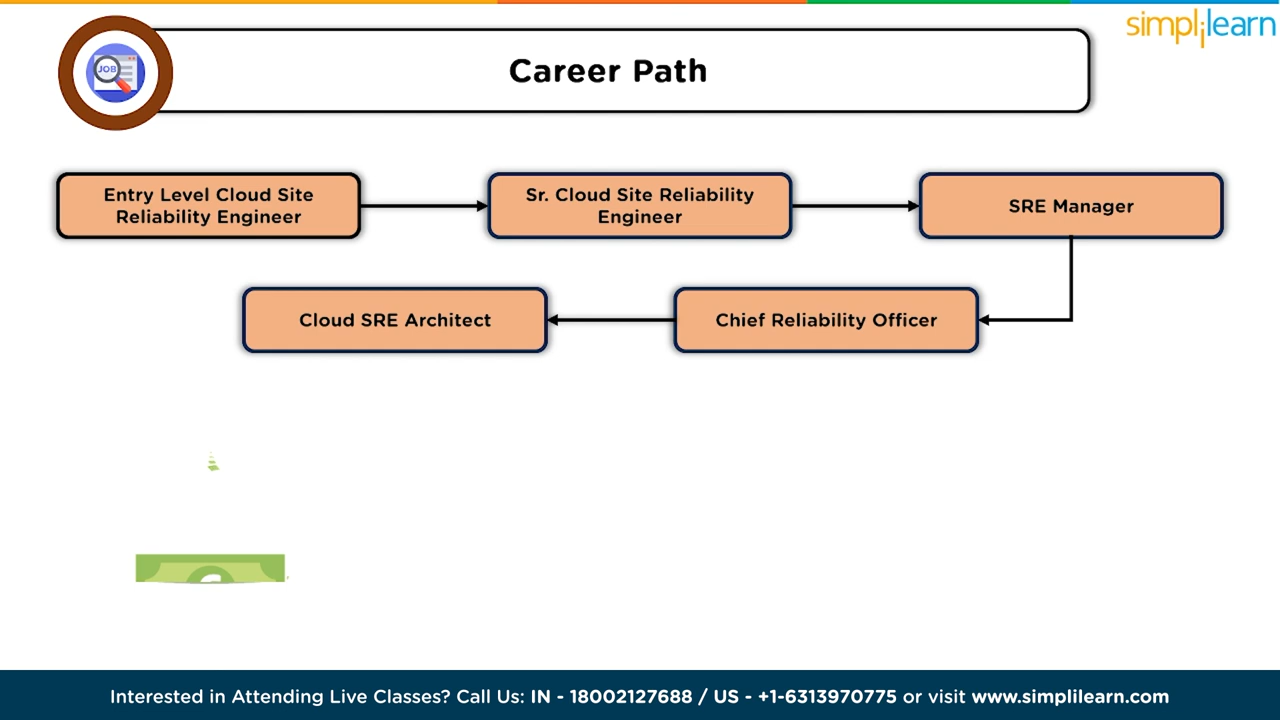 simplilearn
JOB
Career Path
Entry Level Cloud Site
Reliability Engineer
Sr. Cloud Site Reliability
Engineer
SRE Manager
Cloud SRE Architect
Chief Reliability Officer
Interested in Attending Live Classes? Call Us: IN - 18002127688 / US - +1-6313970775 or visit www.simplilearn.com